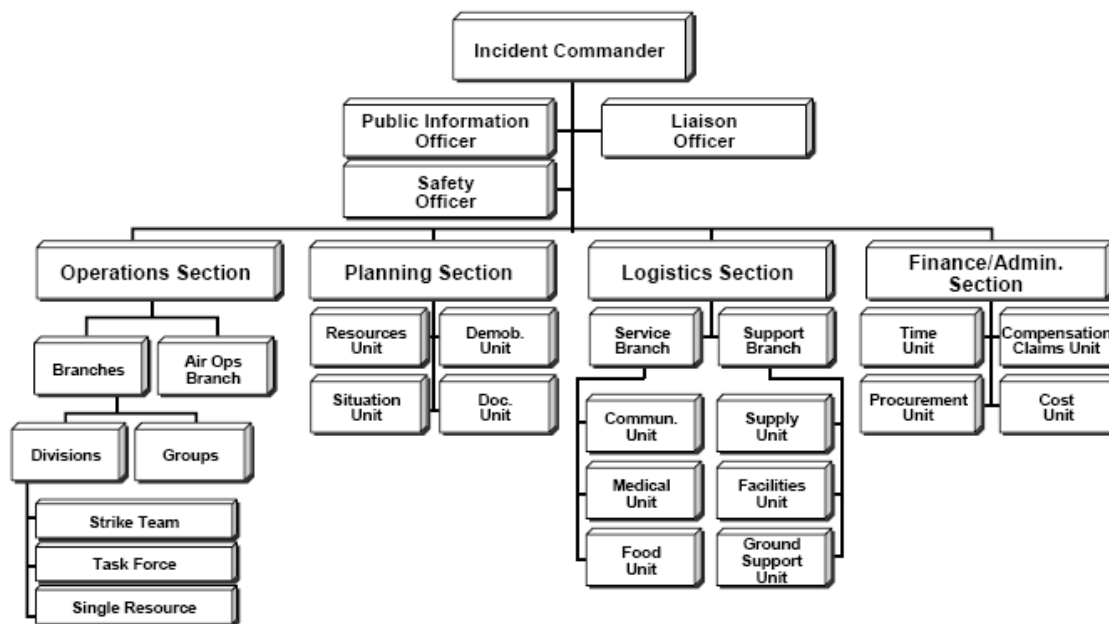 Incident Commander
Public Information
Officer
Liaison
Officer
Safety
Officer
Operations Section
Planning Section
Logistics Section
Finance/Admin.
Section
Branches
Air Ops
Branch
Divisions
Groups
Strike Team
Task Force
Single Resource
Resources
Unit
Demob.
Unit
Situation
Unit
Doc.
Unit
Service
Branch
Support
Branch
Commun.
Unit
Supply
Unit
Medical
Unit
Facilities
Unit
Food
Unit
Ground
Support
Unit
Time
Unit
Compensation
Claims Unit
Procurement
Unit
Cost
Unit